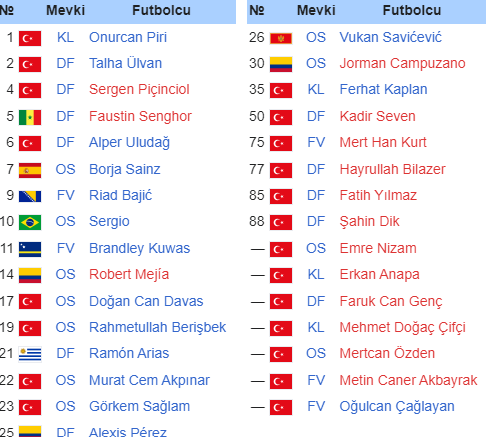 № Mevki Futbolcu
1 KL Onurcan Piri
2 DF Talha Ülvan
4 DF Sergen Piçinciol
5 DF Faustin Senghor
6 DF Alper Uludağ
7 OS Borja Sainz
9 FV Riad Bajić
10 OS Sergio
11 FV Brandley Kuwas
14 OS Robert Mejía
17 OS Doğan Can Davas
19 OS Rahmetullah Berişbek
21 DF Ramón Arias
22 OS Murat Cem Akpınar
23 OS Görkem Sağlam
25 DF Alexis Pérez
№ Mevki Futbolcu
26 OS Vukan Savićević
30 OS Jorman Campuzano
35 KL Ferhat Kaplan
50 DF Kadir Seven
75 FV Mert Han Kurt
77 DF Hayrullah Bilazer
85 DF Fatih Yılmaz
88 DF Şahin Dik
— OS Emre Nizam
— KL Erkan Anapa
— DF Faruk Can Genç
— KL Mehmet Doğaç Çifçi
— OS Mertcan Özden
— FV Metin Caner Akbayrak
— FV Oğulcan Çağlayan